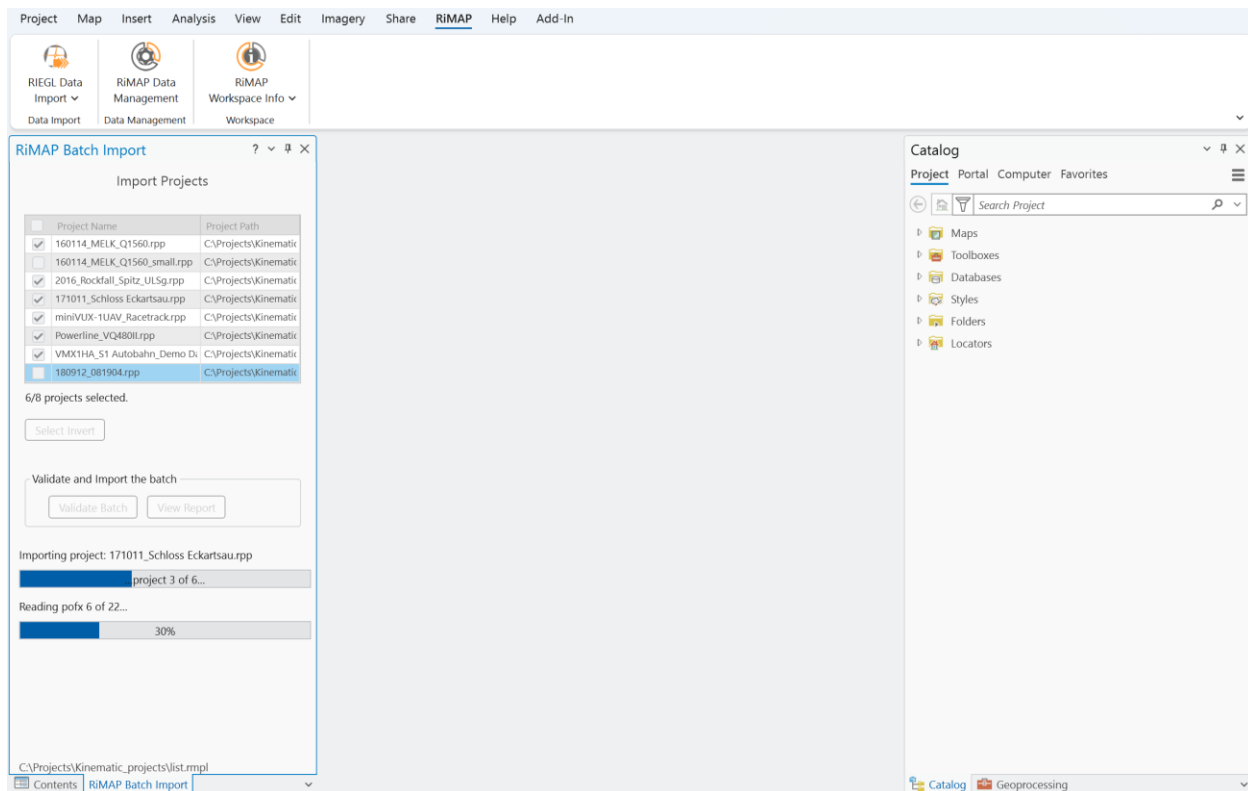 Project Map Insert Analysis View Edit Imagery Share RiMAP Help Add-In
RIEGL Data Import
RiMAP Data Management
RiMAP Workspace Info
Data Import Data Management Workspace
RiMAP Batch Import ?
Import Projects
Project Name Project Path
160114_MELK_Q1560.rpp C:\Projects\Kinematic
160114_MELK_Q1560_small.rpp C:\Projects\Kinematic
2016_Rockfall_Spitz_ULSg.rpp C:\Projects\Kinematic
171011_Schloss Eckartsau.rpp C:\Projects\Kinematic
miniVUX-1UAV_Racetrack.rpp C:\Projects\Kinematic
Powerline_VQ480II.rpp C:\Projects\Kinematic
VMX1HA_S1 Autobahn_Demo Da C:\Projects\Kinematic
180912_081904.rpp C:\Projects\Kinematic
6/8 projects selected.
Select Invert
Validate and Import the batch
Validate Batch View Report
Importing project: 171011_Schloss Eckartsau.rpp
project 3 of 6...
Reading pofx 6 of 22...
30%
C:\Projects\Kinematic_projects\list.rmpl
Contents RiMAP Batch Import
Catalog
Project Portal Computer Favorites
Search Project
Maps
Toolboxes
Databases
Styles
Folders
Locators
Catalog Geoprocessing